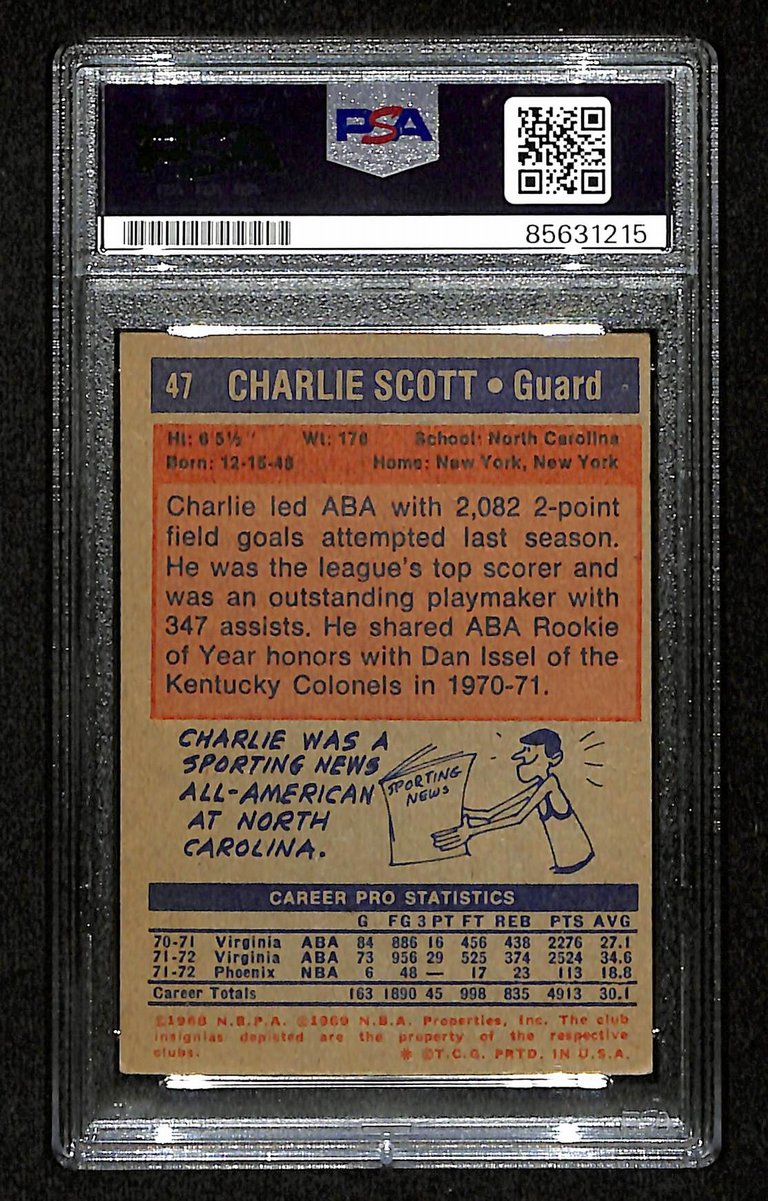 PSA
85631215
47 CHARLIE SCOTT • Guard
Ht: 6'5½" Wt: 178 School: North Carolina
Born: 12-15-48 Home: New York, New York
Charlie led ABA with 2,082 2-point
field goals attempted last season.
He was the league's top scorer and
was an outstanding playmaker with
347 assists. He shared ABA Rookie
of Year honors with Dan Issel of the
Kentucky Colonels in 1970-71.
CHARLIE WAS A
SPORTING NEWS
ALL-AMERICAN
AT NORTH
CAROLINA.
SPORTING
NEWS
CAREER PRO STATISTICS
G FG 3 PT FT REB PTS AVG
70-71 Virginia ABA 84 886 16 456 438 2276 27.1
71-72 Virginia ABA 73 956 29 525 374 2524 34.6
71-72 Phoenix NBA 6 48 — 17 23 113 18.8
Career Totals 163 1890 45 998 835 4913 30.1
©1968 N.B.P.A. ©1969 N.B.A. Properties, Inc. The club
insignias depicted are the property of the respective
clubs. * ©T.C.G. PRTD. IN U.S.A.